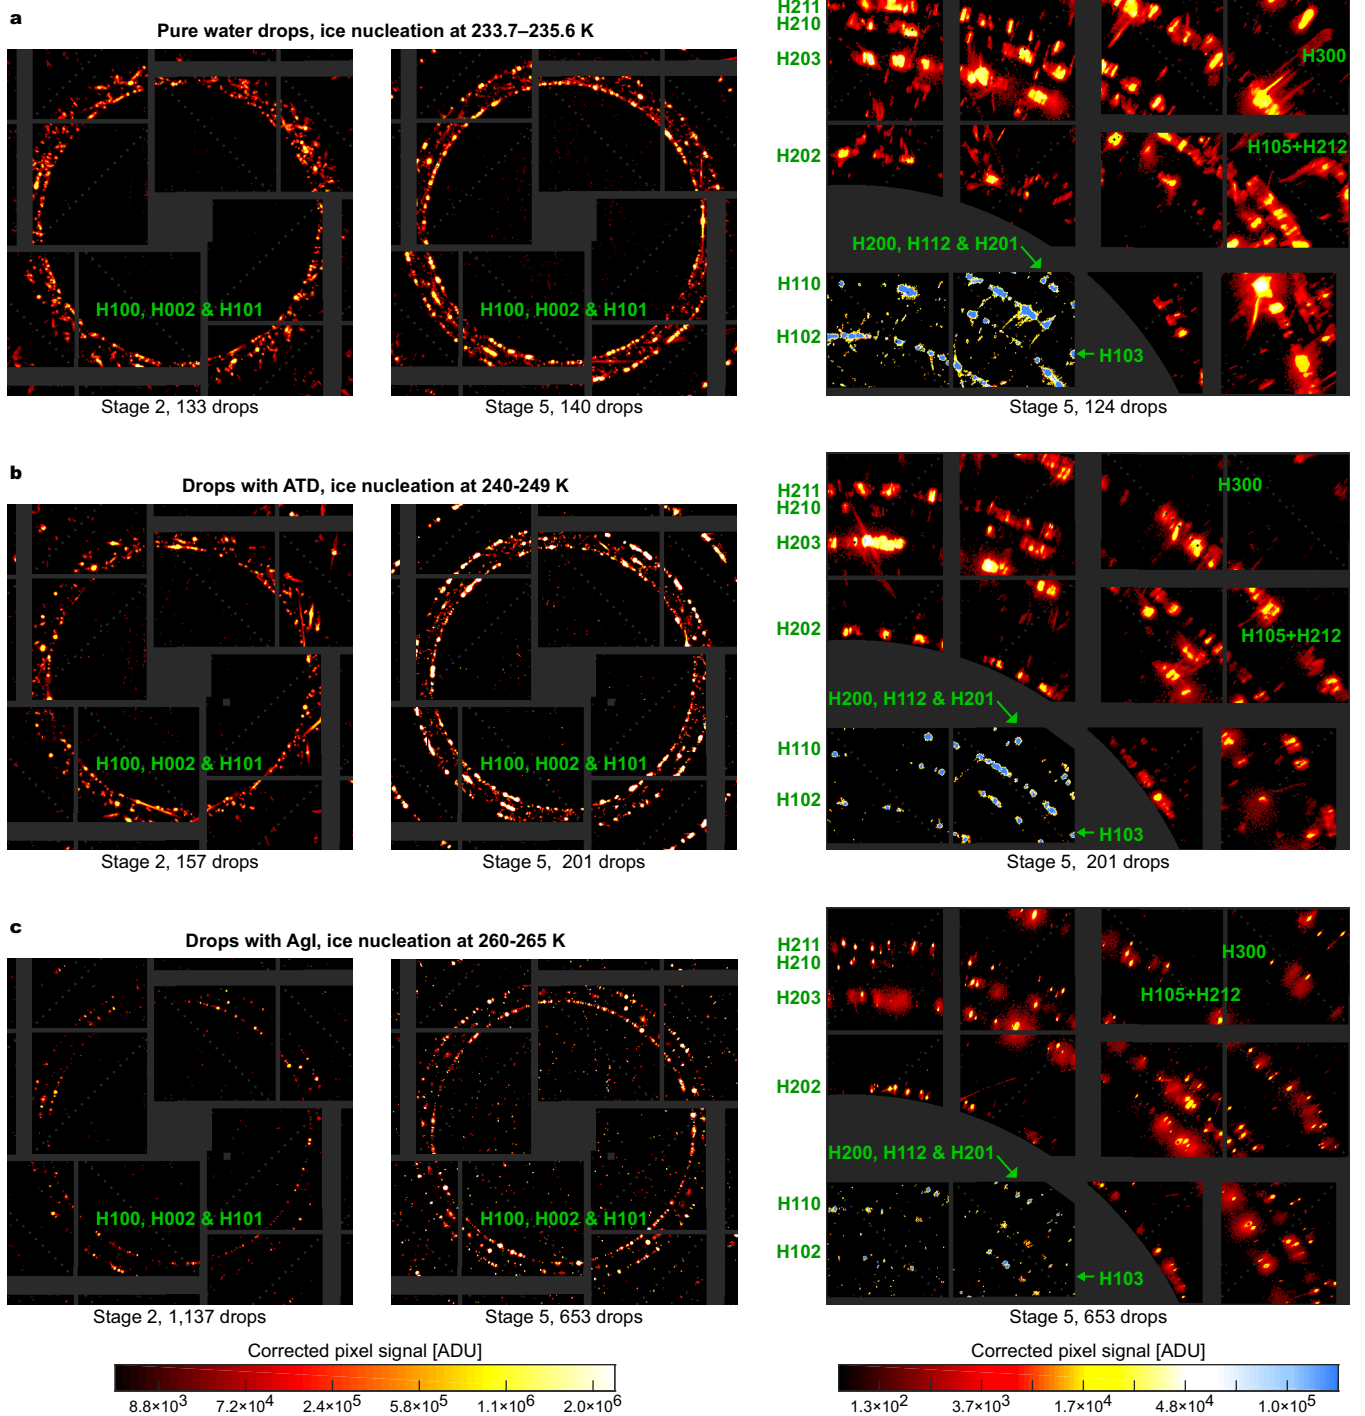 a
Pure water drops, ice nucleation at 233.7–235.6 K
H100, H002 & H101
H100, H002 & H101
Stage 2, 133 drops
Stage 5, 140 drops
H211
H210
H203
H300
H202
H105+H212
H200, H112 & H201
H110
H102
H103
Stage 5, 124 drops
b
Drops with ATD, ice nucleation at 240-249 K
H100, H002 & H101
H100, H002 & H101
Stage 2, 157 drops
Stage 5, 201 drops
H211
H210
H203
H300
H202
H105+H212
H200, H112 & H201
H110
H102
H103
Stage 5, 201 drops
c
Drops with AgI, ice nucleation at 260-265 K
H100, H002 & H101
H100, H002 & H101
Stage 2, 1,137 drops
Stage 5, 653 drops
H211
H210
H203
H300
H105+H212
H202
H200, H112 & H201
H110
H102
H103
Stage 5, 653 drops
Corrected pixel signal [ADU]
8.8×10³ 7.2×10⁴ 2.4×10⁵ 5.8×10⁵ 1.1×10⁶ 2.0×10⁶
Corrected pixel signal [ADU]
1.3×10² 3.7×10³ 1.7×10⁴ 4.8×10⁴ 1.0×10⁵